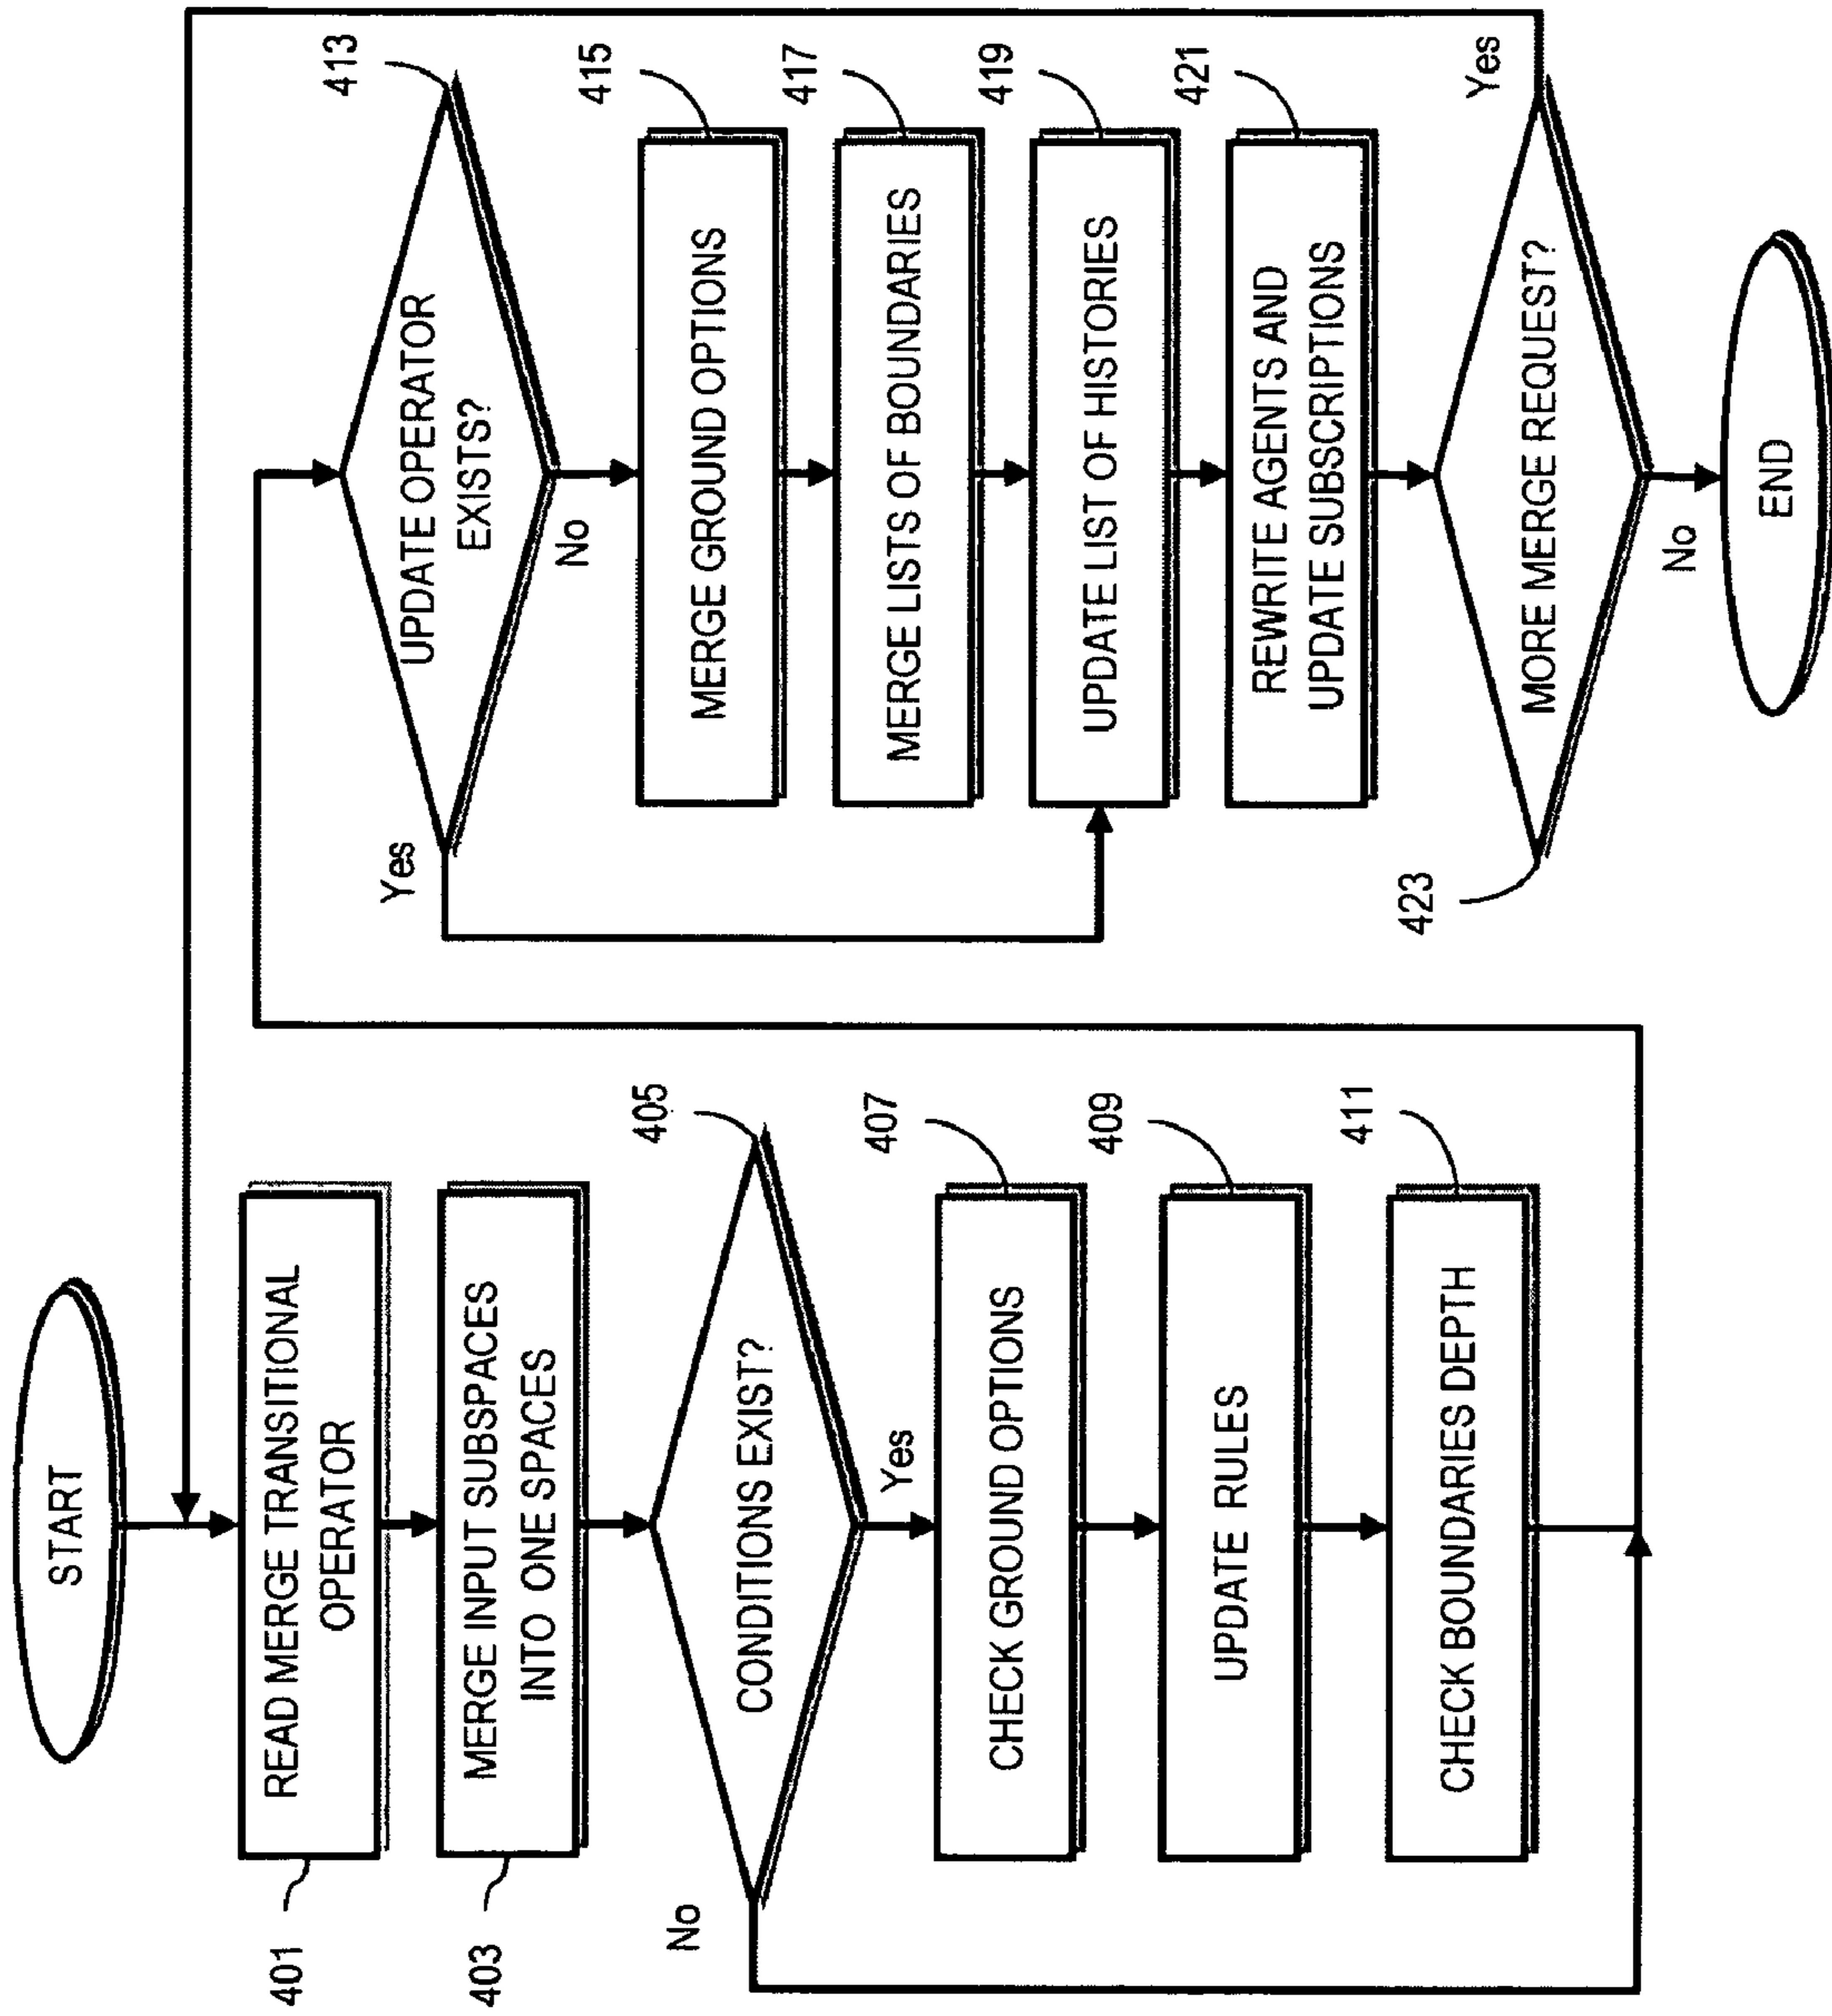 START
READ MERGE TRANSITIONAL
OPERATOR
401
MERGE INPUT SUBSPACES
INTO ONE SPACES
403
CONDITIONS EXIST?
405
No
Yes
CHECK GROUND OPTIONS
407
UPDATE RULES
409
CHECK BOUNDARIES DEPTH
411
UPDATE OPERATOR
EXISTS?
413
Yes
No
MERGE GROUND OPTIONS
415
MERGE LISTS OF BOUNDARIES
417
UPDATE LIST OF HISTORIES
419
REWRITE AGENTS AND
UPDATE SUBSCRIPTIONS
421
MORE MERGE REQUEST?
423
Yes
No
END